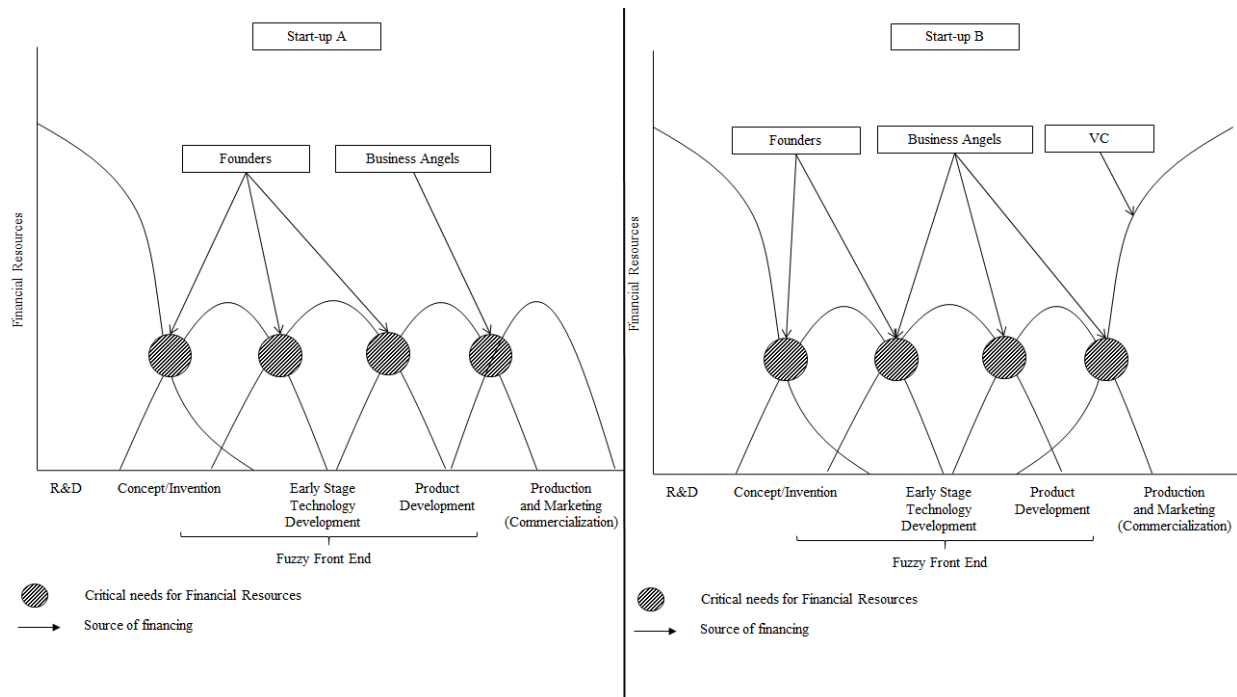 Start-up A
Financial Resources
Founders
Business Angels
R&D
Concept/Invention
Early Stage
Technology
Development
Product
Development
Production
and Marketing
(Commercialization)
Fuzzy Front End
Critical needs for Financial Resources
Source of financing
Start-up B
Financial Resources
Founders
Business Angels
VC
R&D
Concept/Invention
Early Stage
Technology
Development
Product
Development
Production
and Marketing
(Commercialization)
Fuzzy Front End
Critical needs for Financial Resources
Source of financing